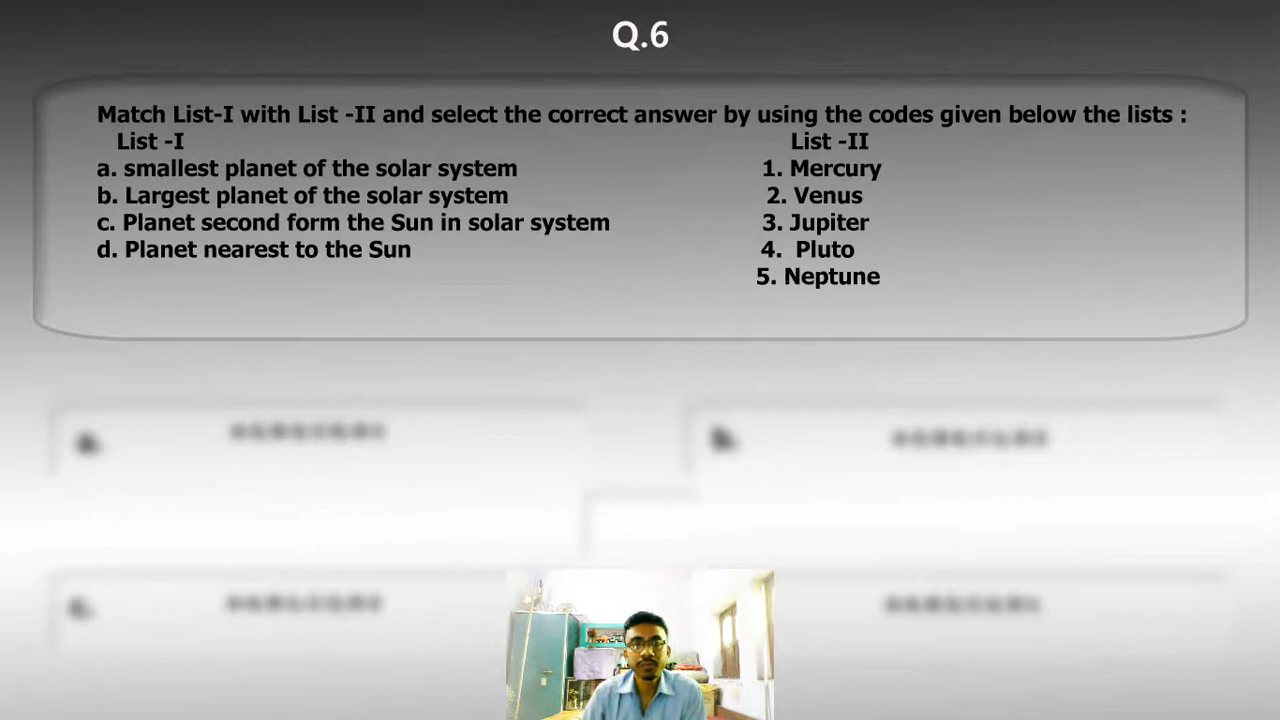 Q.6
Match List-I with List -II and select the correct answer by using the codes given below the lists :
List -I List -II
a. smallest planet of the solar system 1. Mercury
b. Largest planet of the solar system 2. Venus
c. Planet second form the Sun in solar system 3. Jupiter
d. Planet nearest to the Sun 4. Pluto
5. Neptune
a.
b.
c.